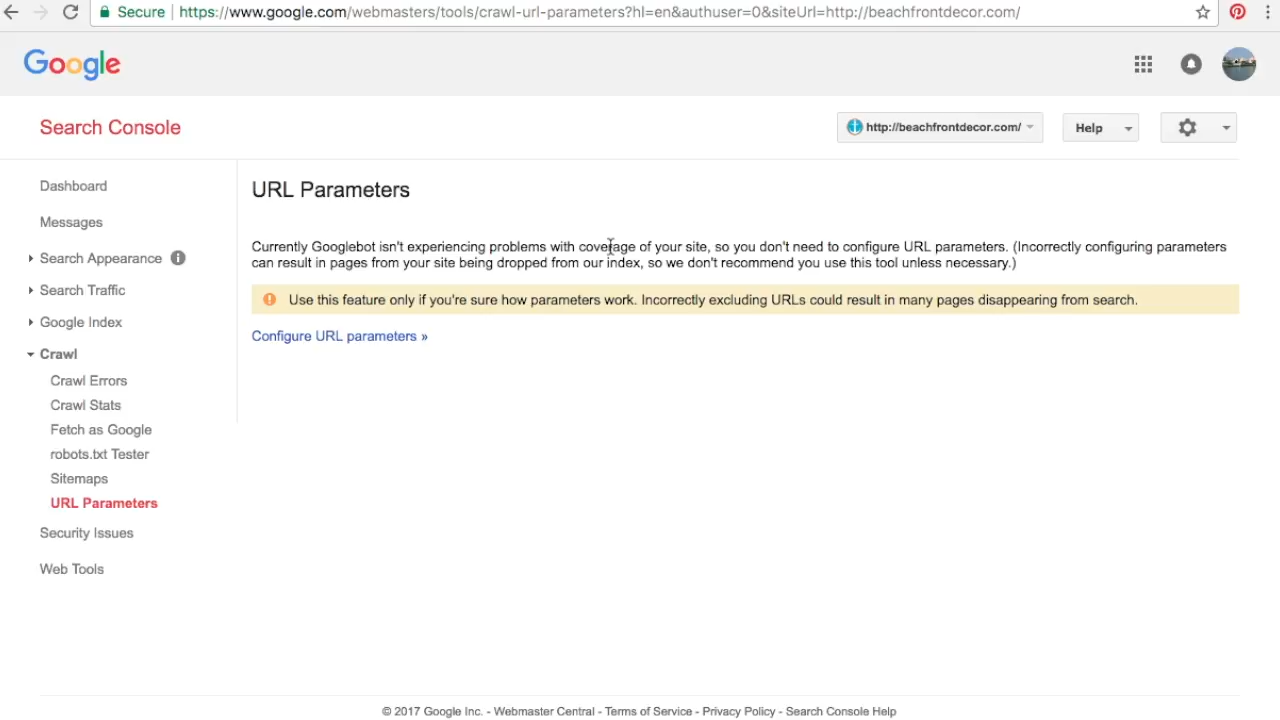 Secure | https://www.google.com/webmasters/tools/crawl-url-parameters?hl=en&authuser=0&siteUrl=http://beachfrontdecor.com/
Google
Search Console
http://beachfrontdecor.com/
Help
Dashboard
Messages
Search Appearance
Search Traffic
Google Index
Crawl
Crawl Errors
Crawl Stats
Fetch as Google
robots.txt Tester
Sitemaps
URL Parameters
Security Issues
Web Tools
URL Parameters
Currently Googlebot isn't experiencing problems with coverage of your site, so you don't need to configure URL parameters. (Incorrectly configuring parameters
can result in pages from your site being dropped from our index, so we don't recommend you use this tool unless necessary.)
Use this feature only if you're sure how parameters work. Incorrectly excluding URLs could result in many pages disappearing from search.
Configure URL parameters »
© 2017 Google Inc. - Webmaster Central - Terms of Service - Privacy Policy - Search Console Help